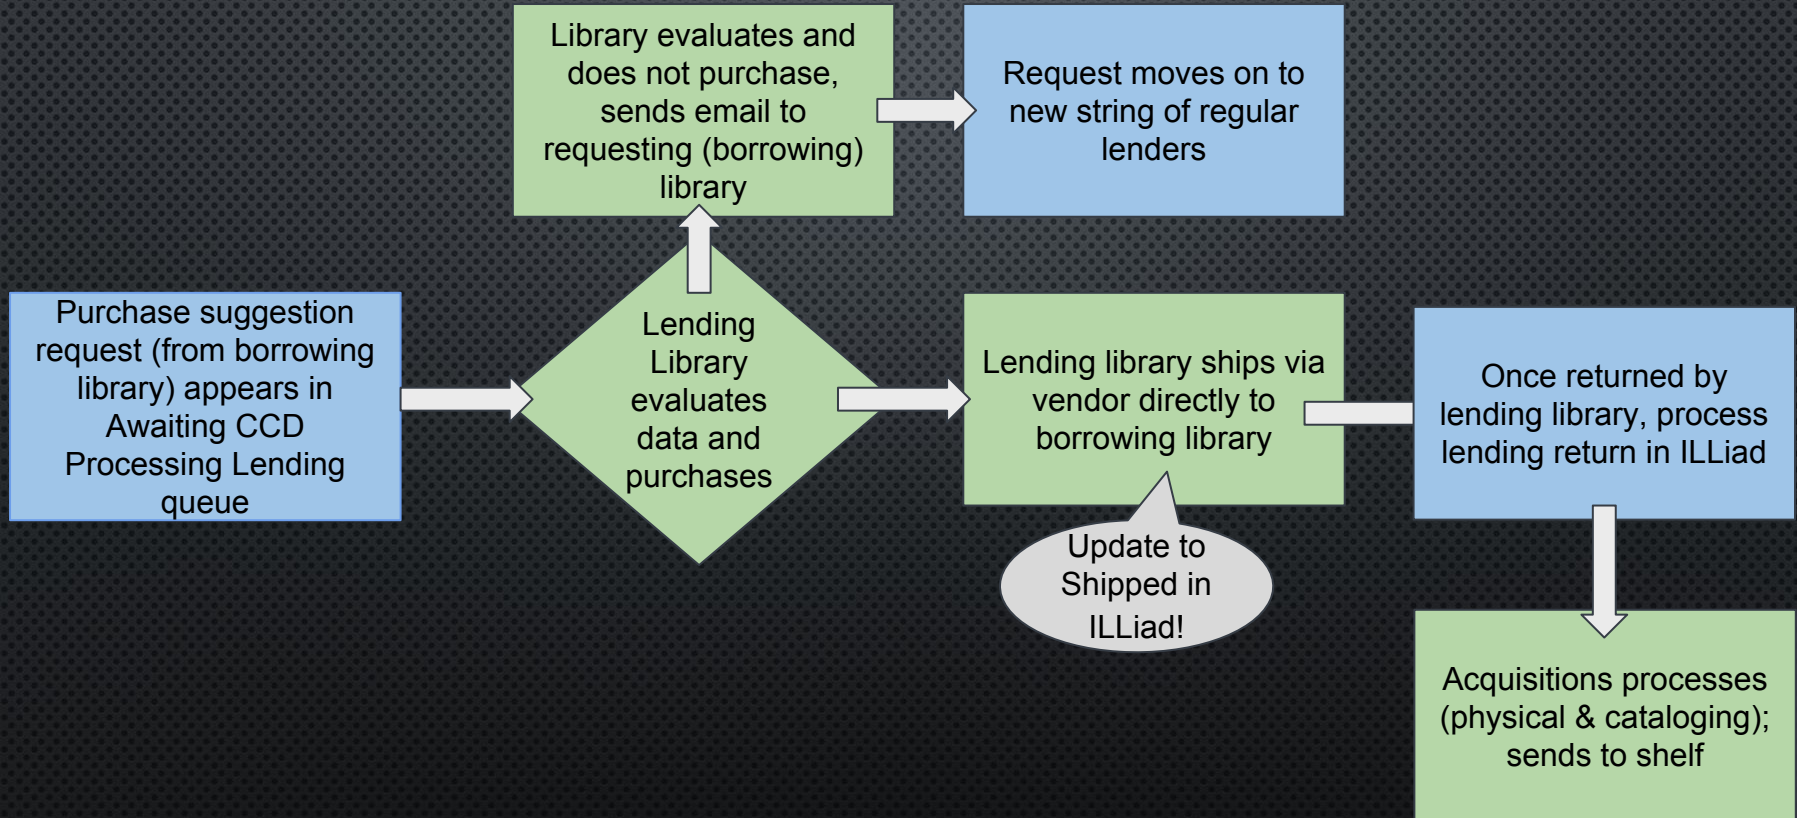 Library evaluates and
does not purchase,
sends email to
requesting (borrowing)
library
Request moves on to
new string of regular
lenders
Purchase suggestion
request (from borrowing
library) appears in
Awaiting CCD
Processing Lending
queue
Lending
Library
evaluates
data and
purchases
Lending library ships via
vendor directly to
borrowing library
Update to
Shipped in
ILLiad!
Once returned by
lending library, process
lending return in ILLiad
Acquisitions processes
(physical & cataloging);
sends to shelf